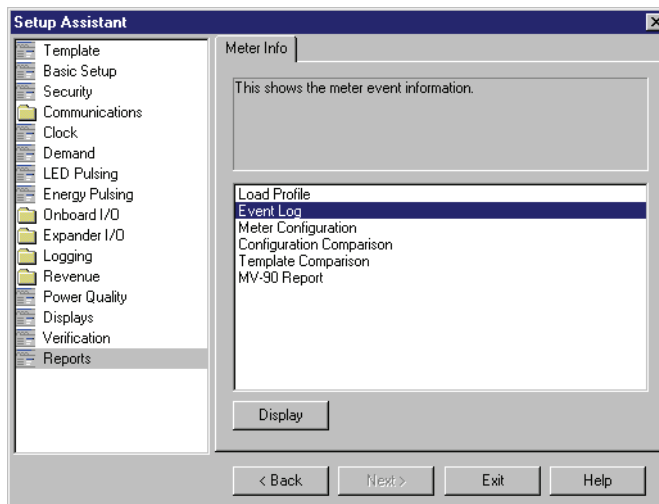 Setup Assistant
Template
Basic Setup
Security
Communications
Clock
Demand
LED Pulsing
Energy Pulsing
Onboard I/O
Expander I/O
Logging
Revenue
Power Quality
Displays
Verification
Reports
Meter Info
This shows the meter event information.
Load Profile
Event Log
Meter Configuration
Configuration Comparison
Template Comparison
MV-90 Report
Display
< Back
Next >
Exit
Help